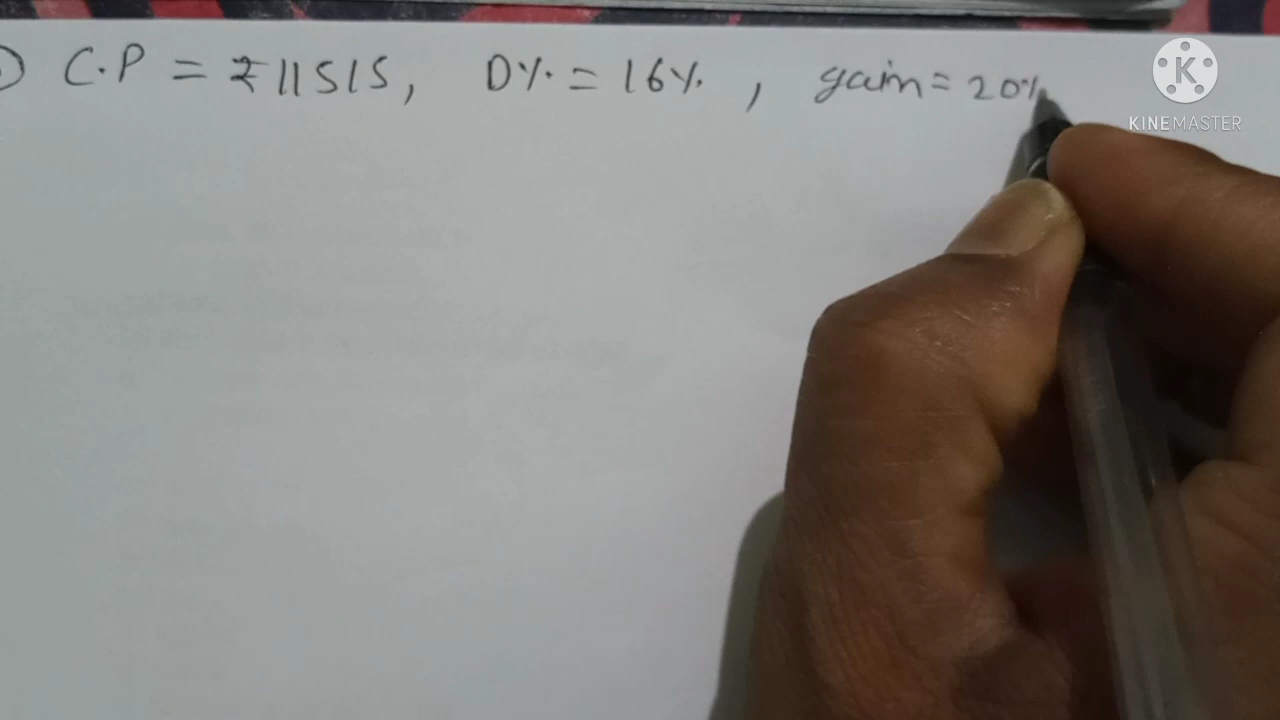 ) C.P = ₹11515, D%. = 16%. , gain = 20%
K
KINEMASTER